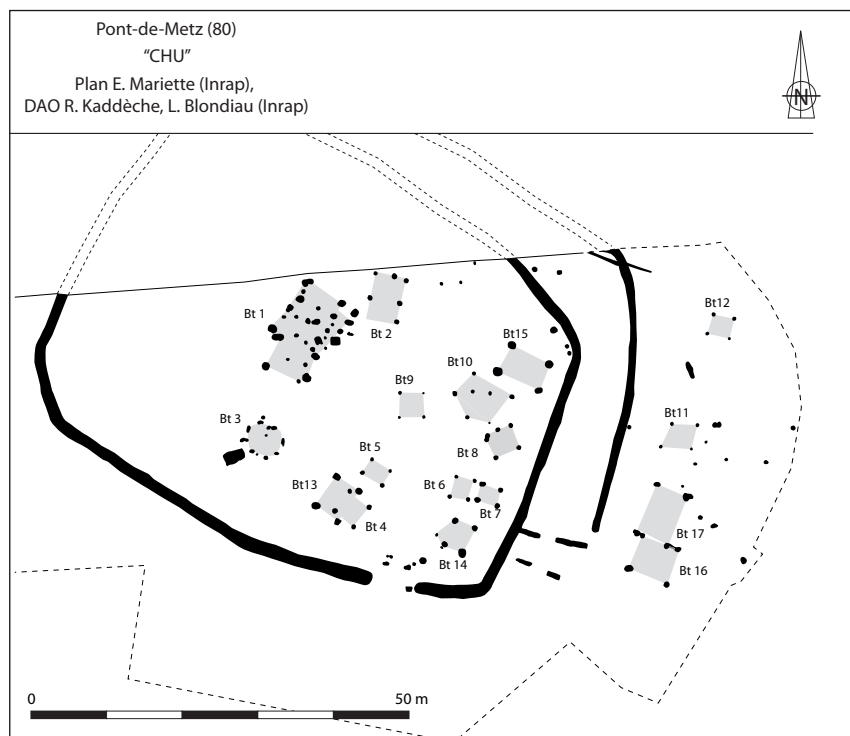 Pont-de-Metz (80)
“CHU”
Plan E. Mariette (Inrap),
DAO R. Kaddèche, L. Blondiau (Inrap)
N
Bt 1
Bt 2
Bt12
Bt15
Bt10
Bt9
Bt 3
Bt11
Bt 5
Bt 8
Bt13
Bt 6
Bt 7
Bt 4
Bt 17
Bt 14
Bt 16
0
50 m